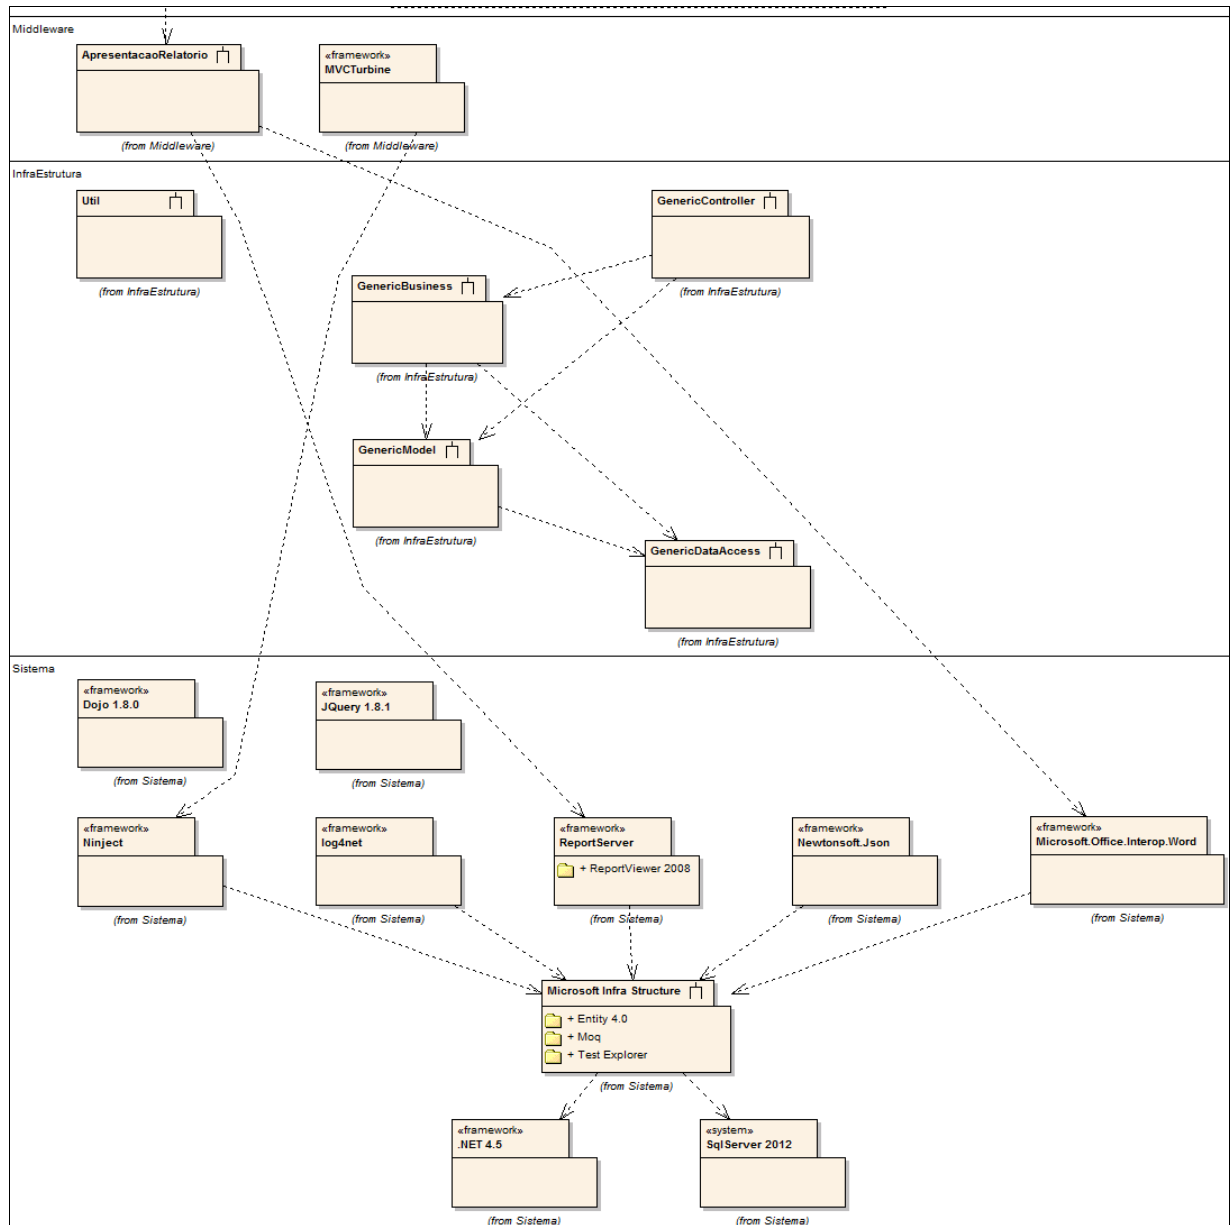 Middleware
ApresentacaoRelatorio
(from Middleware)
«framework»
MVCTurbine
(from Middleware)
InfraEstrutura
Util
(from InfraEstrutura)
GenericController
(from InfraEstrutura)
GenericBusiness
(from InfraEstrutura)
GenericModel
(from InfraEstrutura)
GenericDataAccess
(from InfraEstrutura)
Sistema
«framework»
Dojo 1.8.0
(from Sistema)
«framework»
JQuery 1.8.1
(from Sistema)
«framework»
Ninject
(from Sistema)
«framework»
log4net
(from Sistema)
«framework»
ReportServer
+ ReportViewer 2008
(from Sistema)
«framework»
Newtonsoft.Json
(from Sistema)
«framework»
Microsoft.Office.Interop.Word
(from Sistema)
Microsoft Infra Structure
+ Entity 4.0
+ Moq
+ Test Explorer
(from Sistema)
«framework»
.NET 4.5
(from Sistema)
«system»
SqlServer 2012
(from Sistema)